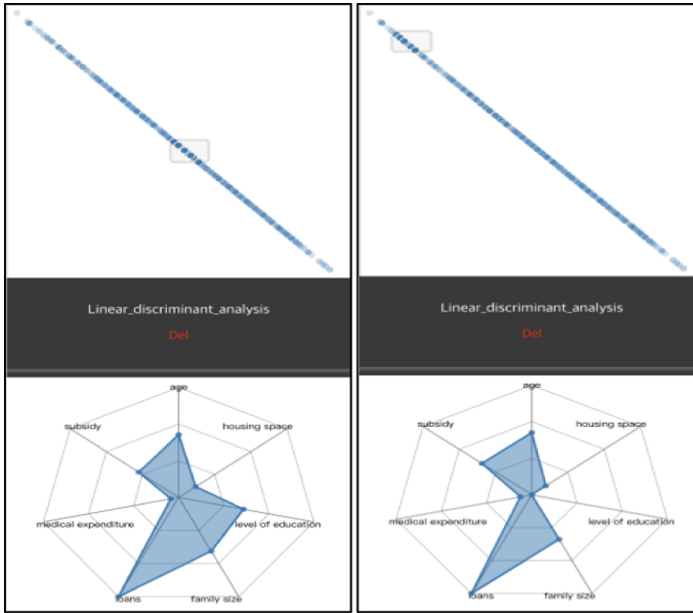 Linear_discriminant_analysis
Del
age
subsidy
housing space
medical expenditure
level of education
loans
family size
Linear_discriminant_analysis
Del
age
subsidy
housing space
medical expenditure
level of education
loans
family size